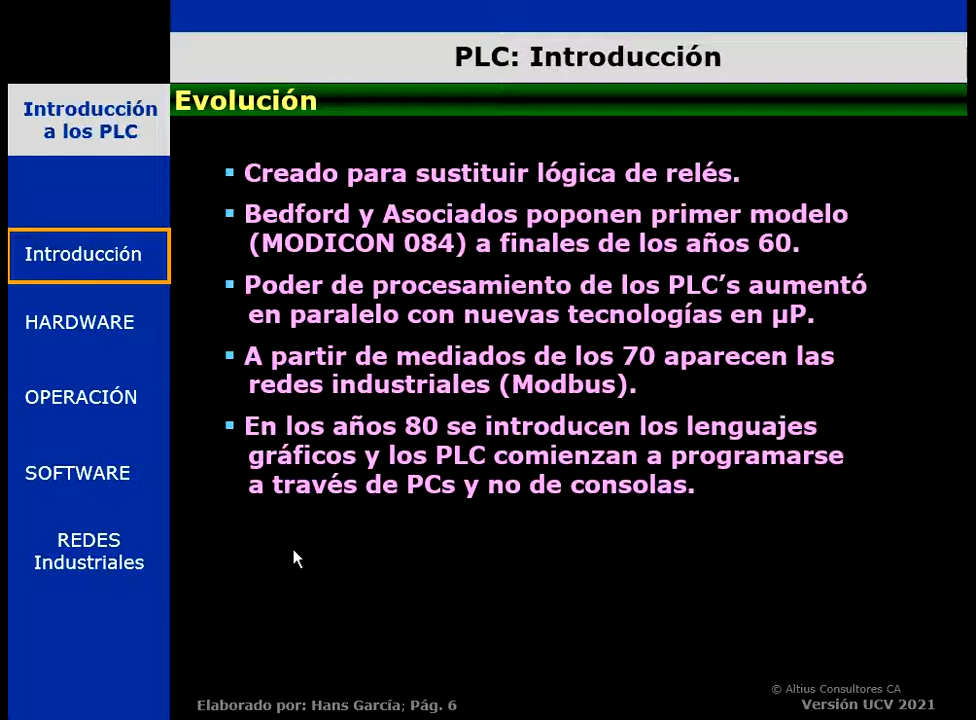 PLC: Introducción
Introducción
a los PLC
Evolución
Creado para sustituir lógica de relés.
Bedford y Asociados poponen primer modelo
(MODICON 084) a finales de los años 60.
Poder de procesamiento de los PLC’s aumentó
en paralelo con nuevas tecnologías en µP.
A partir de mediados de los 70 aparecen las
redes industriales (Modbus).
En los años 80 se introducen los lenguajes
gráficos y los PLC comienzan a programarse
a través de PCs y no de consolas.
Introducción
HARDWARE
OPERACIÓN
SOFTWARE
REDES
Industriales
Elaborado por: Hans García; Pág. 6
© Altius Consultores CA
Versión UCV 2021